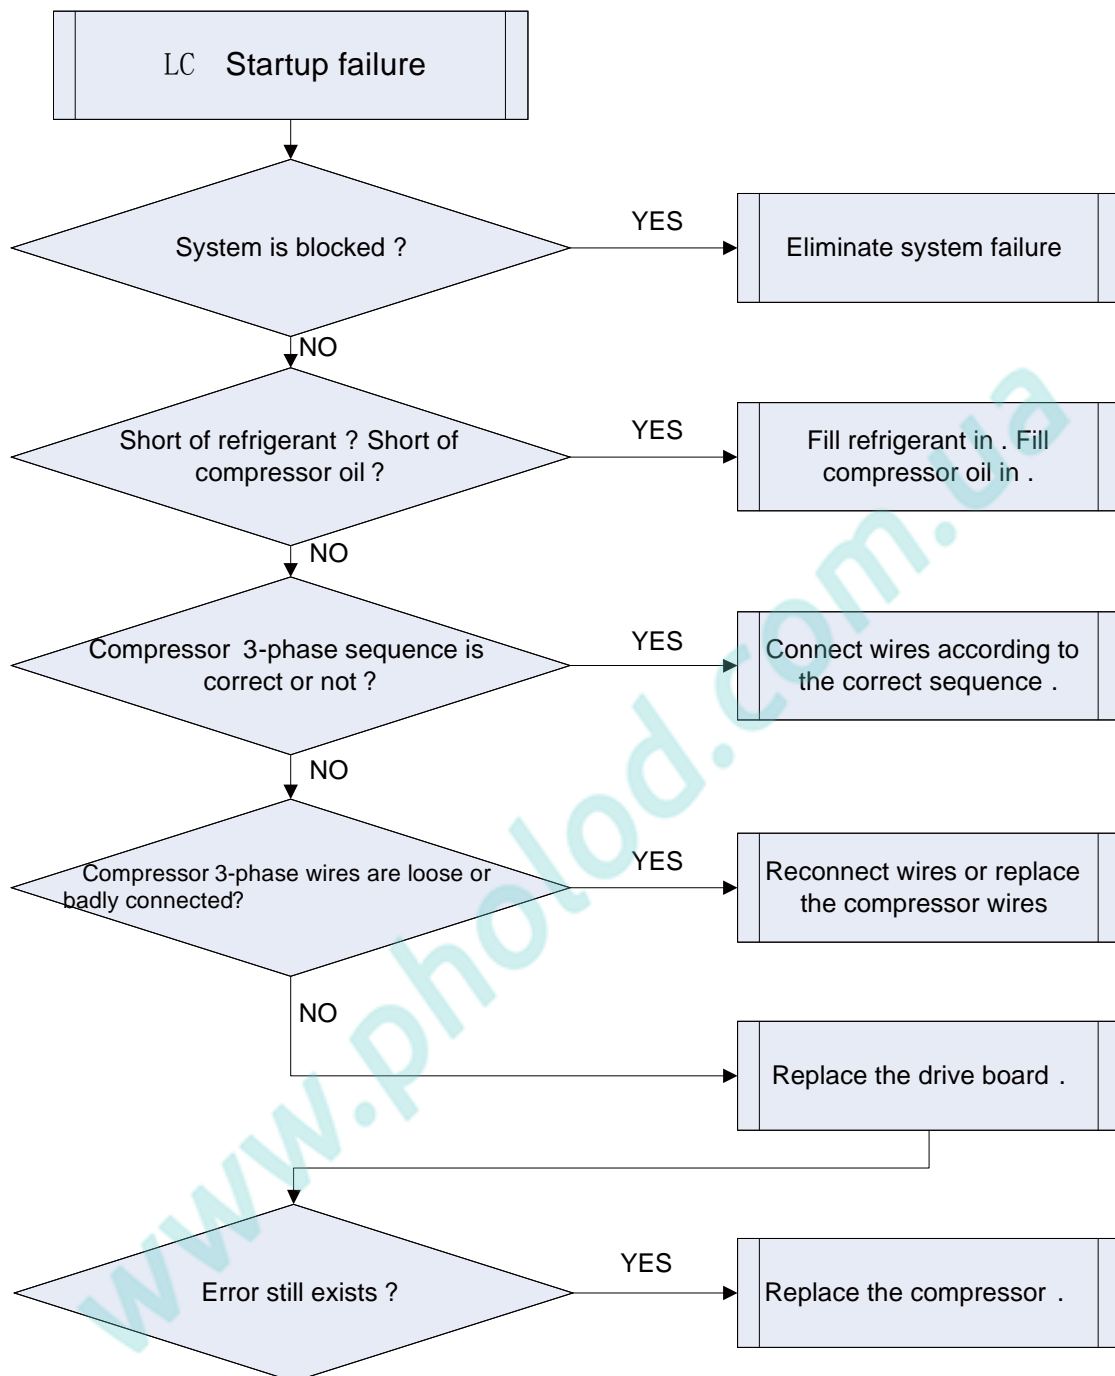 LC Startup failure
System is blocked ?
YES
Eliminate system failure
NO
Short of refrigerant ? Short of
compressor oil ?
YES
Fill refrigerant in . Fill
compressor oil in .
NO
Compressor 3-phase sequence is
correct or not ?
YES
Connect wires according to
the correct sequence .
NO
Compressor 3-phase wires are loose or
badly connected?
YES
Reconnect wires or replace
the compressor wires
NO
Replace the drive board .
Error still exists ?
YES
Replace the compressor .
www.pholod.com.ua